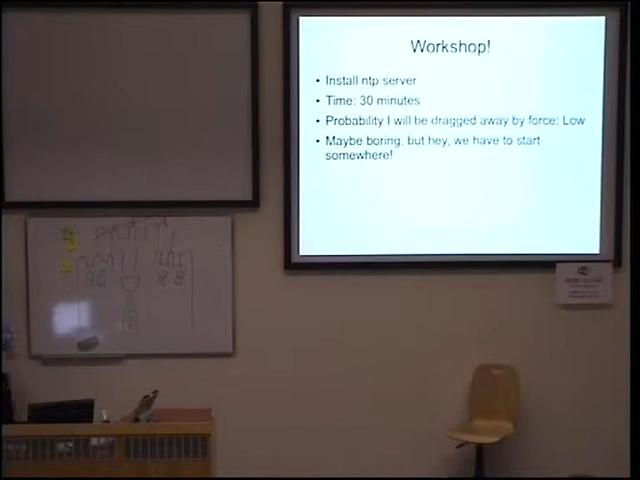 Workshop!
• Install ntp server
• Time: 30 minutes
• Probability I will be dragged away by force: Low
• Maybe boring, but hey, we have to start
somewhere!